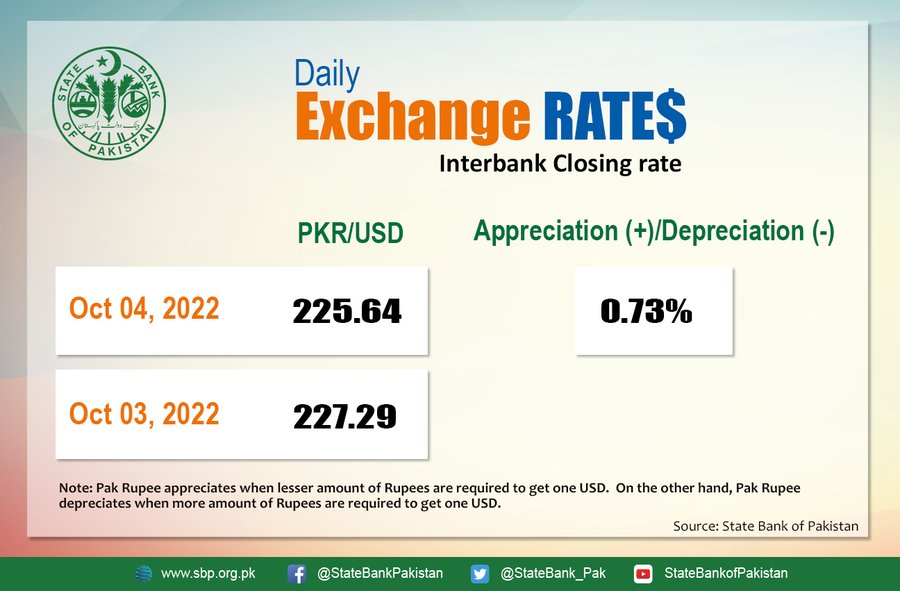 STATE BANK OF PAKISTAN
Daily
Exchange RATE$
Interbank Closing rate
PKR/USD
Appreciation (+)/Depreciation (-)
Oct 04, 2022
225.64
0.73%
Oct 03, 2022
227.29
Note: Pak Rupee appreciates when lesser amount of Rupees are required to get one USD. On the other hand, Pak Rupee
depreciates when more amount of Rupees are required to get one USD.
Source: State Bank of Pakistan
www.sbp.org.pk
@StateBankPakistan
@StateBank_Pak
StateBankofPakistan